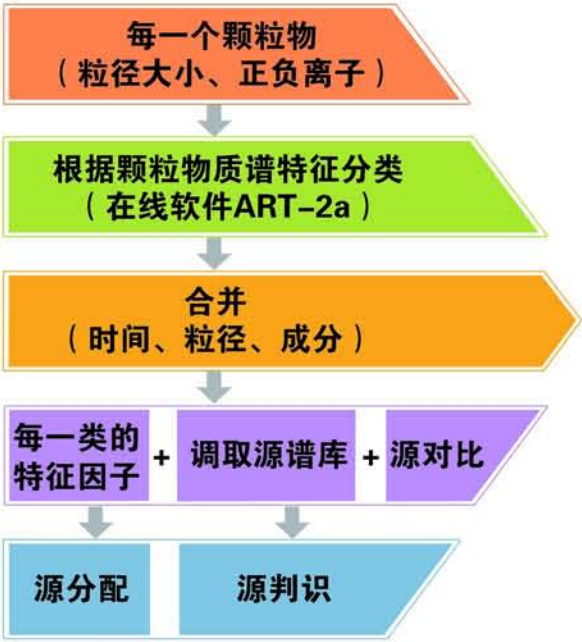 每一个颗粒物
（粒径大小、正负离子）
根据颗粒物质谱特征分类
（在线软件ART-2a）
合并
（时间、粒径、成分）
每一类的
特征因子
+
调取源谱库
+
源对比
源分配
源判识